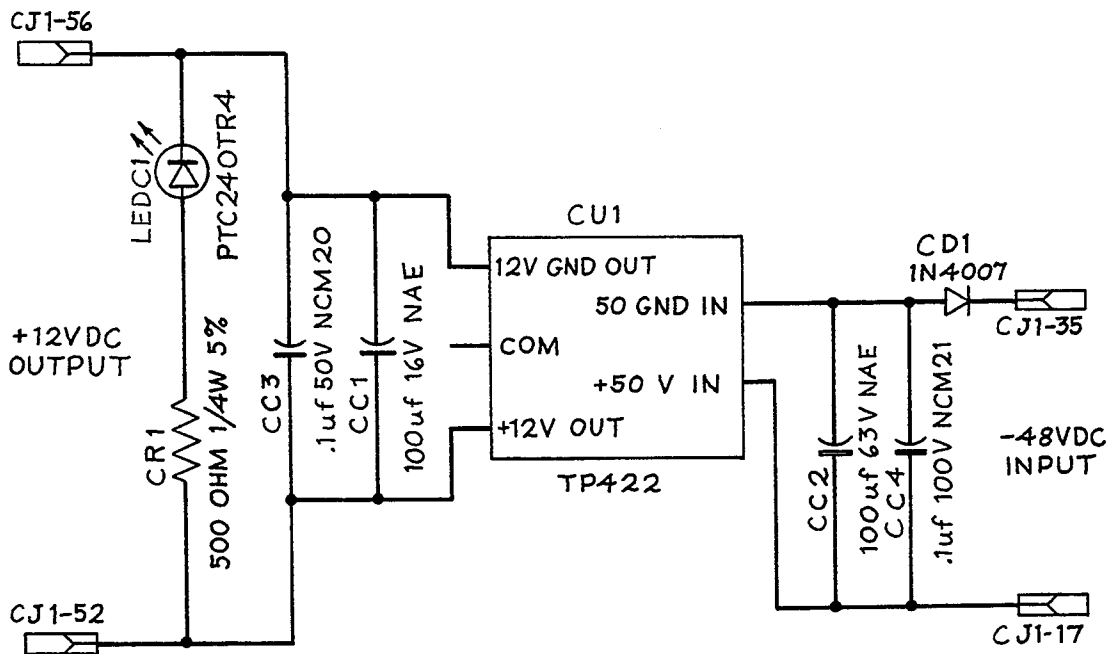 CJ1-56
LEDC1
PTC240TR4
+12VDC
OUTPUT
CR1
500 OHM 1/4W 5%
CJ1-52
CC3
.1uf 50V NCM20
CC1
100uf 16V NAE
CU1
12V GND OUT
50 GND IN
COM
+50 V IN
+12V OUT
TP422
CD1
1N4007
CJ1-35
CC2
100uf 63V NAE
CC4
.1uf 100V NCM21
-48VDC
INPUT
CJ1-17